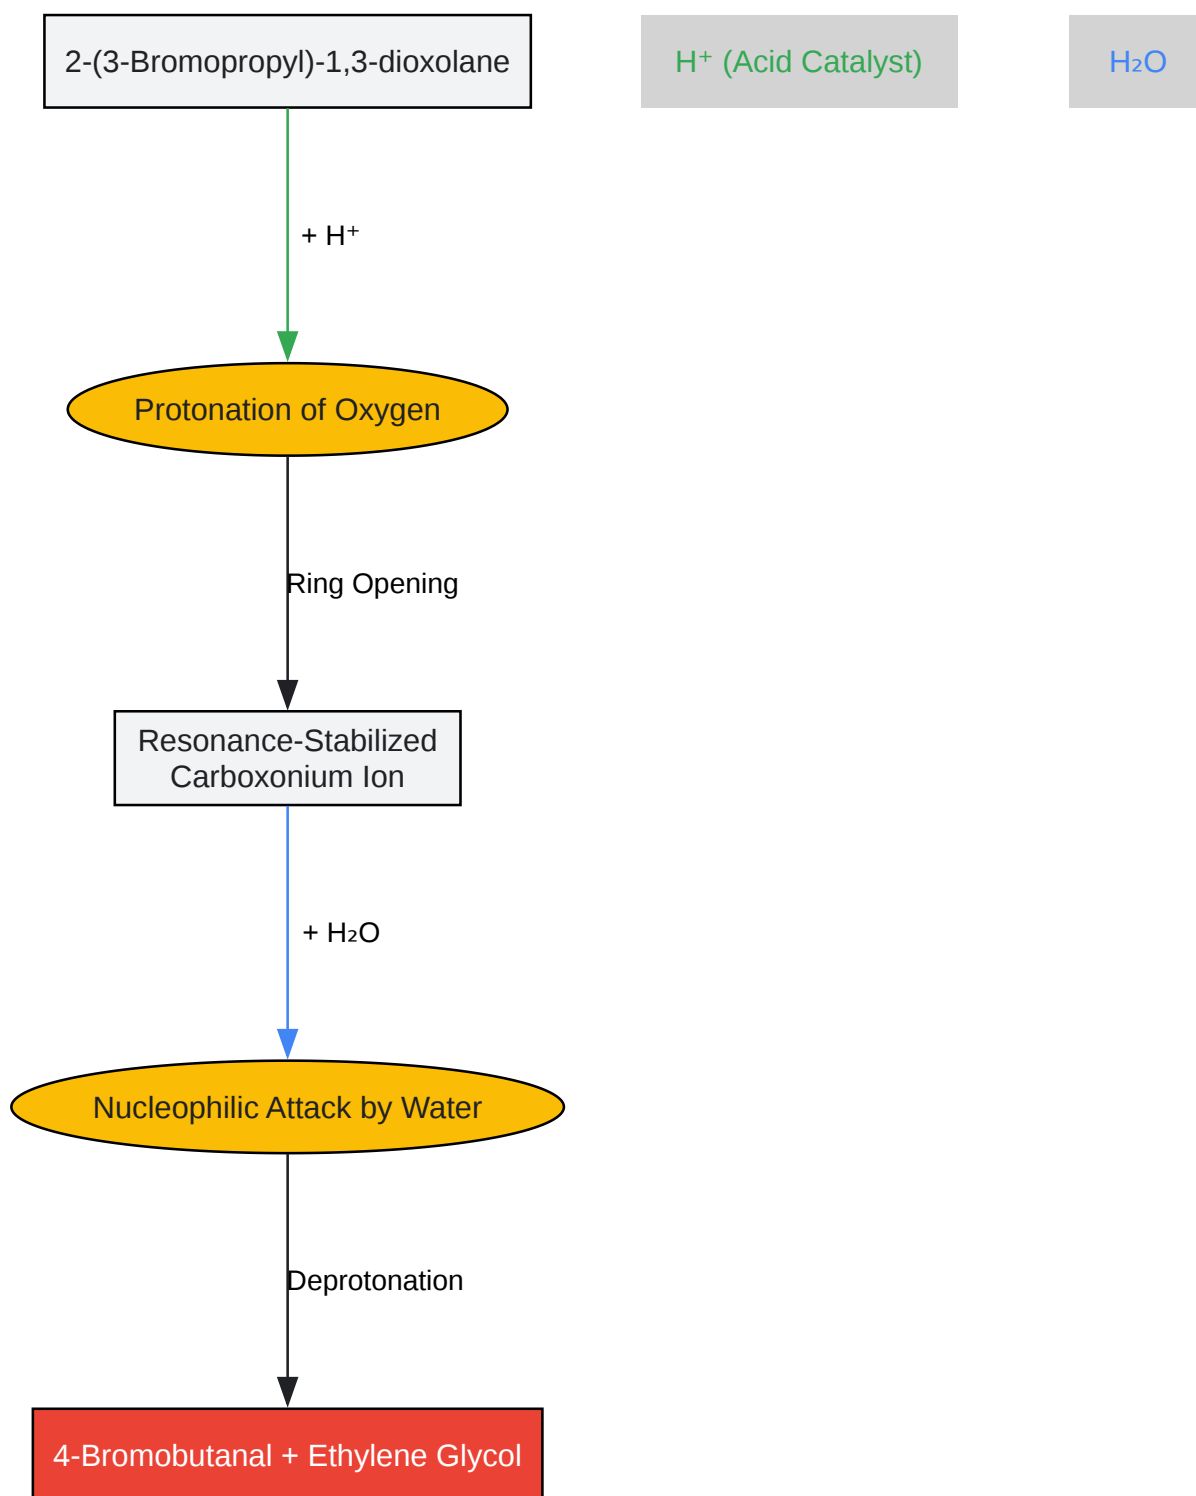 2-(3-Bromopropyl)-1,3-dioxolane
H⁺ (Acid Catalyst)
H₂O
+ H⁺
Protonation of Oxygen
Ring Opening
Resonance-Stabilized
Carboxonium Ion
+ H₂O
Nucleophilic Attack by Water
Deprotonation
4-Bromobutanal + Ethylene Glycol